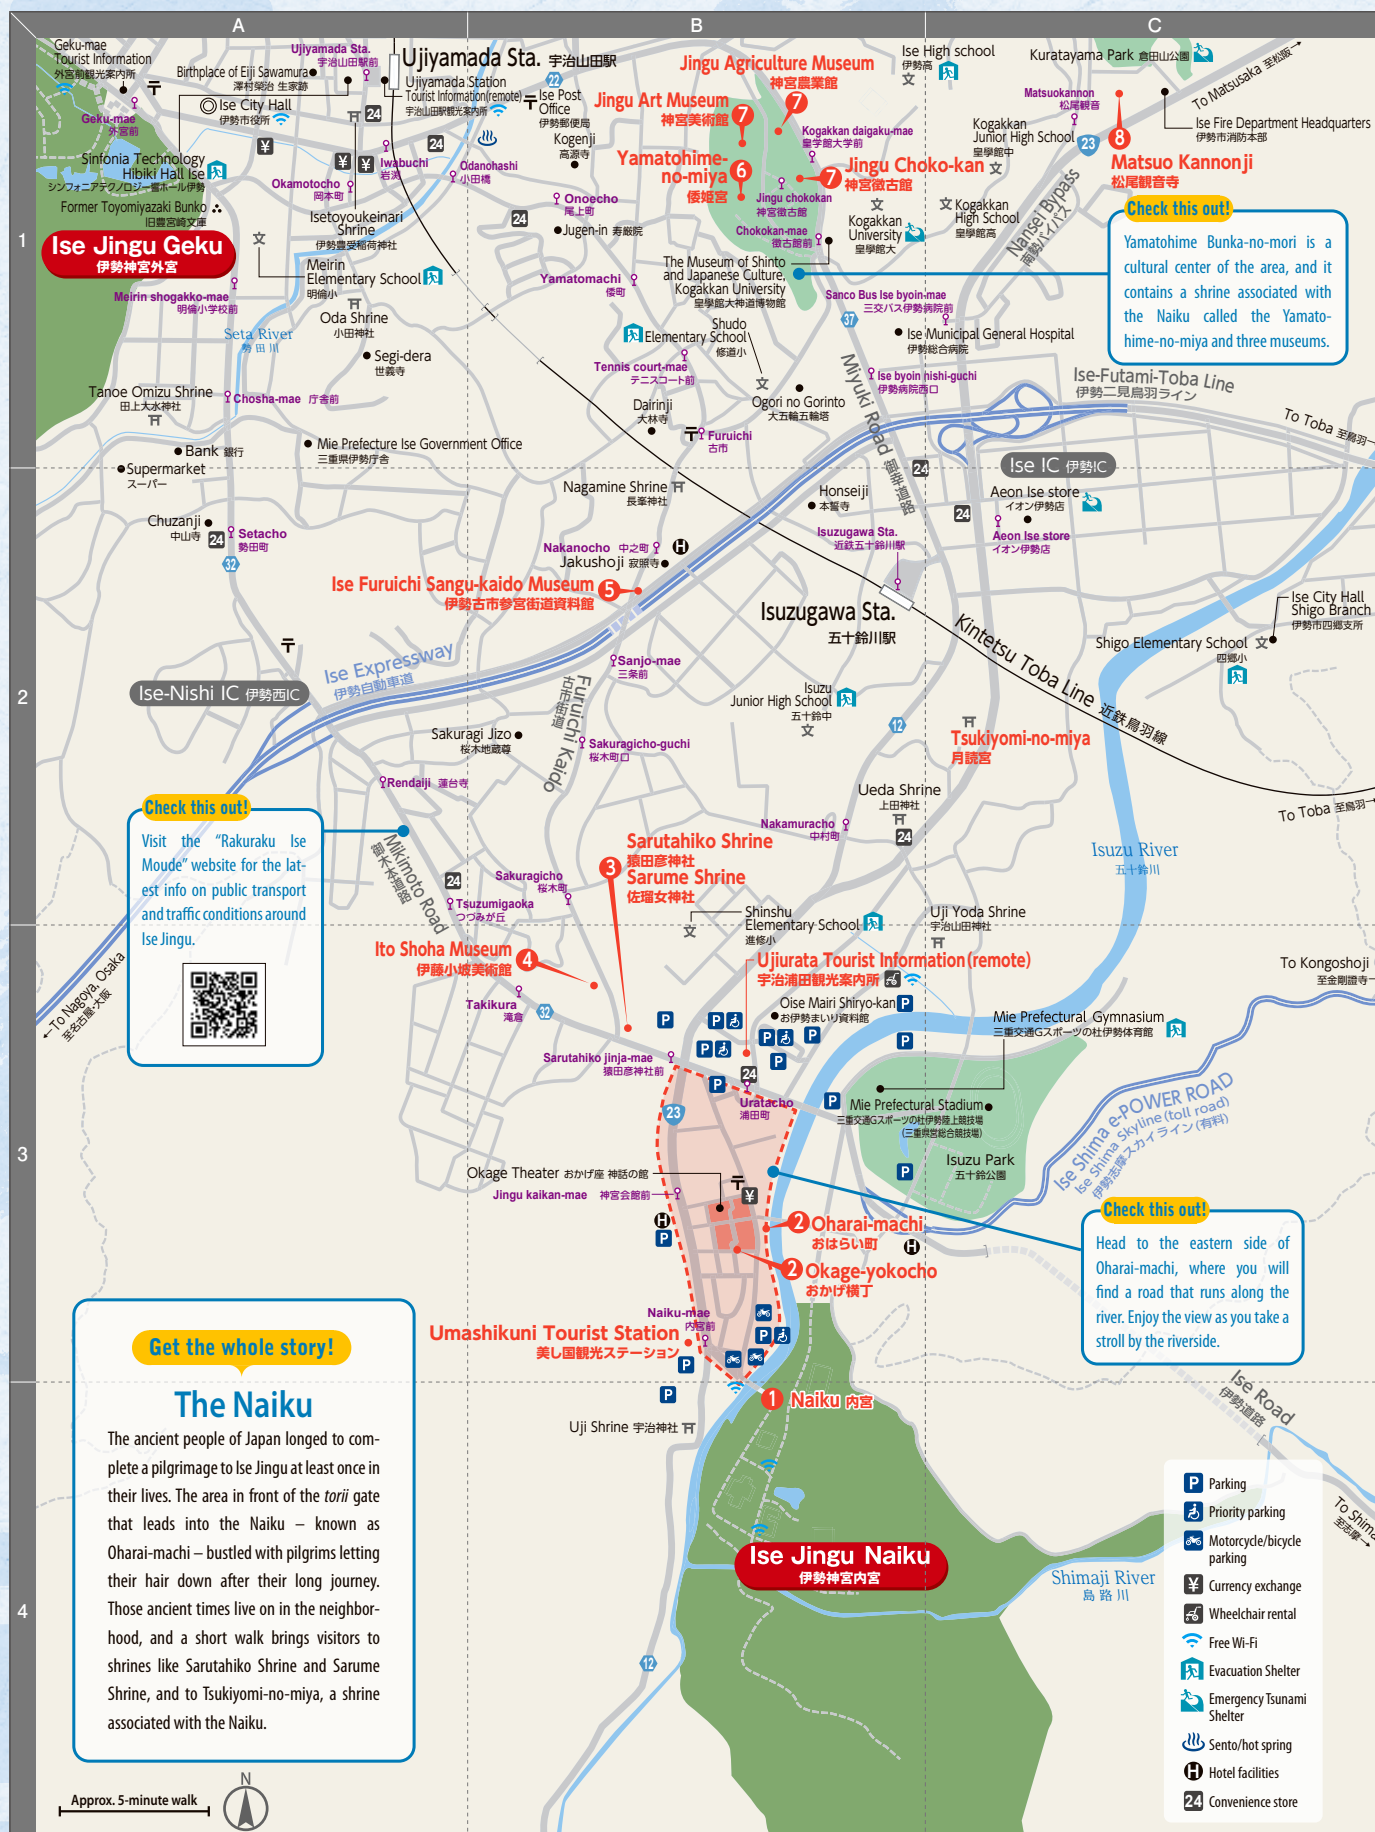 A
B
C
1
2
3
4
Geku-mae
Tourist Information
外宮前観光案内所
Geku-mae
外宮前
Birthplace of Eiji Sawamura
澤村栄治 生家跡
Ise City Hall
伊勢市役所
Ujiyamada Sta.
宇治山田駅前
Ujiyamada Sta. 宇治山田駅
Ujiyamada Station
Tourist Information(remote)
宇治山田駅観光案内所
22
Ise Post
Office
伊勢郵便局
Kogenji
高源寺
24
24
Iwabuchi
岩渕
Odanohashi
小田橋
Sinfonia Technology
Hibiki Hall Ise
シンフォニアテクノロジー響ホール伊勢
Okamotocho
岡本町
Former Toyomiyazaki Bunko
旧豊宮崎文庫
Isetoyoukeinari
Shrine
伊勢豊受稲荷神社
Ise Jingu Geku
伊勢神宮外宮
Meirin
Elementary School
明倫小
Meirin shogakko-mae
明倫小学校前
Oda Shrine
小田神社
Seta River
勢田川
Segi-dera
世義寺
Tanoe Omizu Shrine
田上大水神社
Chosha-mae 庁舎前
Bank 銀行
Mie Prefecture Ise Government Office
三重県伊勢庁舎
Supermarket
スーパー
Chuzanji
中山寺
24
Setacho
勢田町
32
Jingu Agriculture Museum
神宮農業館
Jingu Art Museum
神宮美術館
7
7
Yamatohime-
no-miya
倭姫宮
6
Kogakkan daigaku-mae
皇学館大学前
7
Jingu Choko-kan
神宮徴古館
Jingu chokokan
神宮徴古館
Chokokan-mae
徴古館前
Kogakkan
University
皇學館大
24
Onoecho
尾上町
Jugen-in 寿厳院
Yamatomachi
倭町
The Museum of Shinto
and Japanese Culture,
Kogakkan University
皇學館大神道博物館
Shudo
Elementary School
修道小
Tennis court-mae
テニスコート前
Dairinji
大林寺
Furuichi
古市
Ogori no Gorinto
大五輪五輪塔
Ise High school
伊勢高
Kuratayama Park 倉田山公園
To Matsusaka 至松阪
Matsuokannon
松尾観音
Kogakkan
Junior High School
皇學館中
23
8
Matsuo Kannonji
松尾観音寺
Ise Fire Department Headquarters
伊勢市消防本部
Kogakkan
High School
皇學館高
Nansei Bypass
南勢バイパス
Check this out!
Yamatohime Bunka-no-mori is a
cultural center of the area, and it
contains a shrine associated with
the Naiku called the Yamato-
hime-no-miya and three museums.
Sanco Bus Ise byoin-mae
三交バス伊勢病院前
37
Ise Municipal General Hospital
伊勢総合病院
Ise byoin nishi-guchi
伊勢病院西口
Miyuki Road 御幸道路
Ise-Futami-Toba Line
伊勢二見鳥羽ライン
To Toba 至鳥羽
Ise IC 伊勢IC
24
24
Aeon Ise store
イオン伊勢店
Aeon Ise store
イオン伊勢店
Nagamine Shrine
長峯神社
Honseiji
本誓寺
Isuzugawa Sta.
近鉄五十鈴川駅
Nakanocho 中之町
Jakushoji 寂照寺
Ise Furuichi Sangu-kaido Museum
伊勢古市参宮街道資料館
5
Isuzugawa Sta.
五十鈴川駅
Kintetsu Toba Line 近鉄鳥羽線
Ise City Hall
Shigo Branch
伊勢市四郷支所
Shigo Elementary School
四郷小
Ise-Nishi IC 伊勢西IC
Ise Expressway
伊勢自動車道
Sanjo-mae
三条前
Furuichi Kaido
古市街道
Isuzu
Junior High School
五十鈴中
12
Sakuragi Jizo
桜木地蔵尊
Sakuragicho-guchi
桜木町口
Tsukiyomi-no-miya
月読宮
Rendaiji 蓮台寺
Ueda Shrine
上田神社
Nakamuracho
中村町
24
To Toba 至鳥羽
Isuzu River
五十鈴川
Check this out!
Visit the “Rakuraku Ise
Moude” website for the lat-
est info on public transport
and traffic conditions around
Ise Jingu.
Mikimoto Road
御木本道路
24
Sakuragicho
桜木町
Tsuzumigaoka
つづみが丘
3
Sarutahiko Shrine
猿田彦神社
Sarume Shrine
佐瑠女神社
Shinshu
Elementary School
進修小
Uji Yoda Shrine
宇治山田神社
Ito Shoha Museum
伊藤小坡美術館
4
Ujiurata Tourist Information(remote)
宇治浦田観光案内所
To Nagoya, Osaka
至名古屋・大阪
Takikura
滝倉
32
Oise Mairi Shiryo-kan
お伊勢まいり資料館
To Kongoshoji
至金剛證寺
Mie Prefectural Gymnasium
三重交通Gスポーツの杜伊勢体育館
Sarutahiko jinja-mae
猿田彦神社前
24
Uratacho
浦田町
23
Mie Prefectural Stadium
三重交通Gスポーツの杜伊勢陸上競技場
(三重県営総合競技場)
Isuzu Park
五十鈴公園
Ise Shima e-POWER ROAD
Ise Shima Skyline(toll road)
伊勢志摩スカイライン(有料)
Okage Theater おかげ座 神話の館
Jingu kaikan-mae 神宮会館前
2
Oharai-machi
おはらい町
2
Okage-yokocho
おかげ横丁
Check this out!
Head to the eastern side of
Oharai-machi, where you will
find a road that runs along the
river. Enjoy the view as you take a
stroll by the riverside.
Naiku-mae
内宮前
Umashikuni Tourist Station
美し国観光ステーション
1
Naiku 内宮
Uji Shrine 宇治神社
Ise Road
伊勢道路
To Shima
至志摩
Get the whole story!
The Naiku
The ancient people of Japan longed to com-
plete a pilgrimage to Ise Jingu at least once in
their lives. The area in front of the torii gate
that leads into the Naiku – known as
Oharai-machi – bustled with pilgrims letting
their hair down after their long journey.
Those ancient times live on in the neighbor-
hood, and a short walk brings visitors to
shrines like Sarutahiko Shrine and Sarume
Shrine, and to Tsukiyomi-no-miya, a shrine
associated with the Naiku.
Ise Jingu Naiku
伊勢神宮内宮
Shimaji River
島路川
12
Approx. 5-minute walk
N
P Parking
Priority parking
Motorcycle/bicycle
parking
¥ Currency exchange
Wheelchair rental
Free Wi-Fi
Evacuation Shelter
Emergency Tsunami
Shelter
Sento/hot spring
H Hotel facilities
24 Convenience store